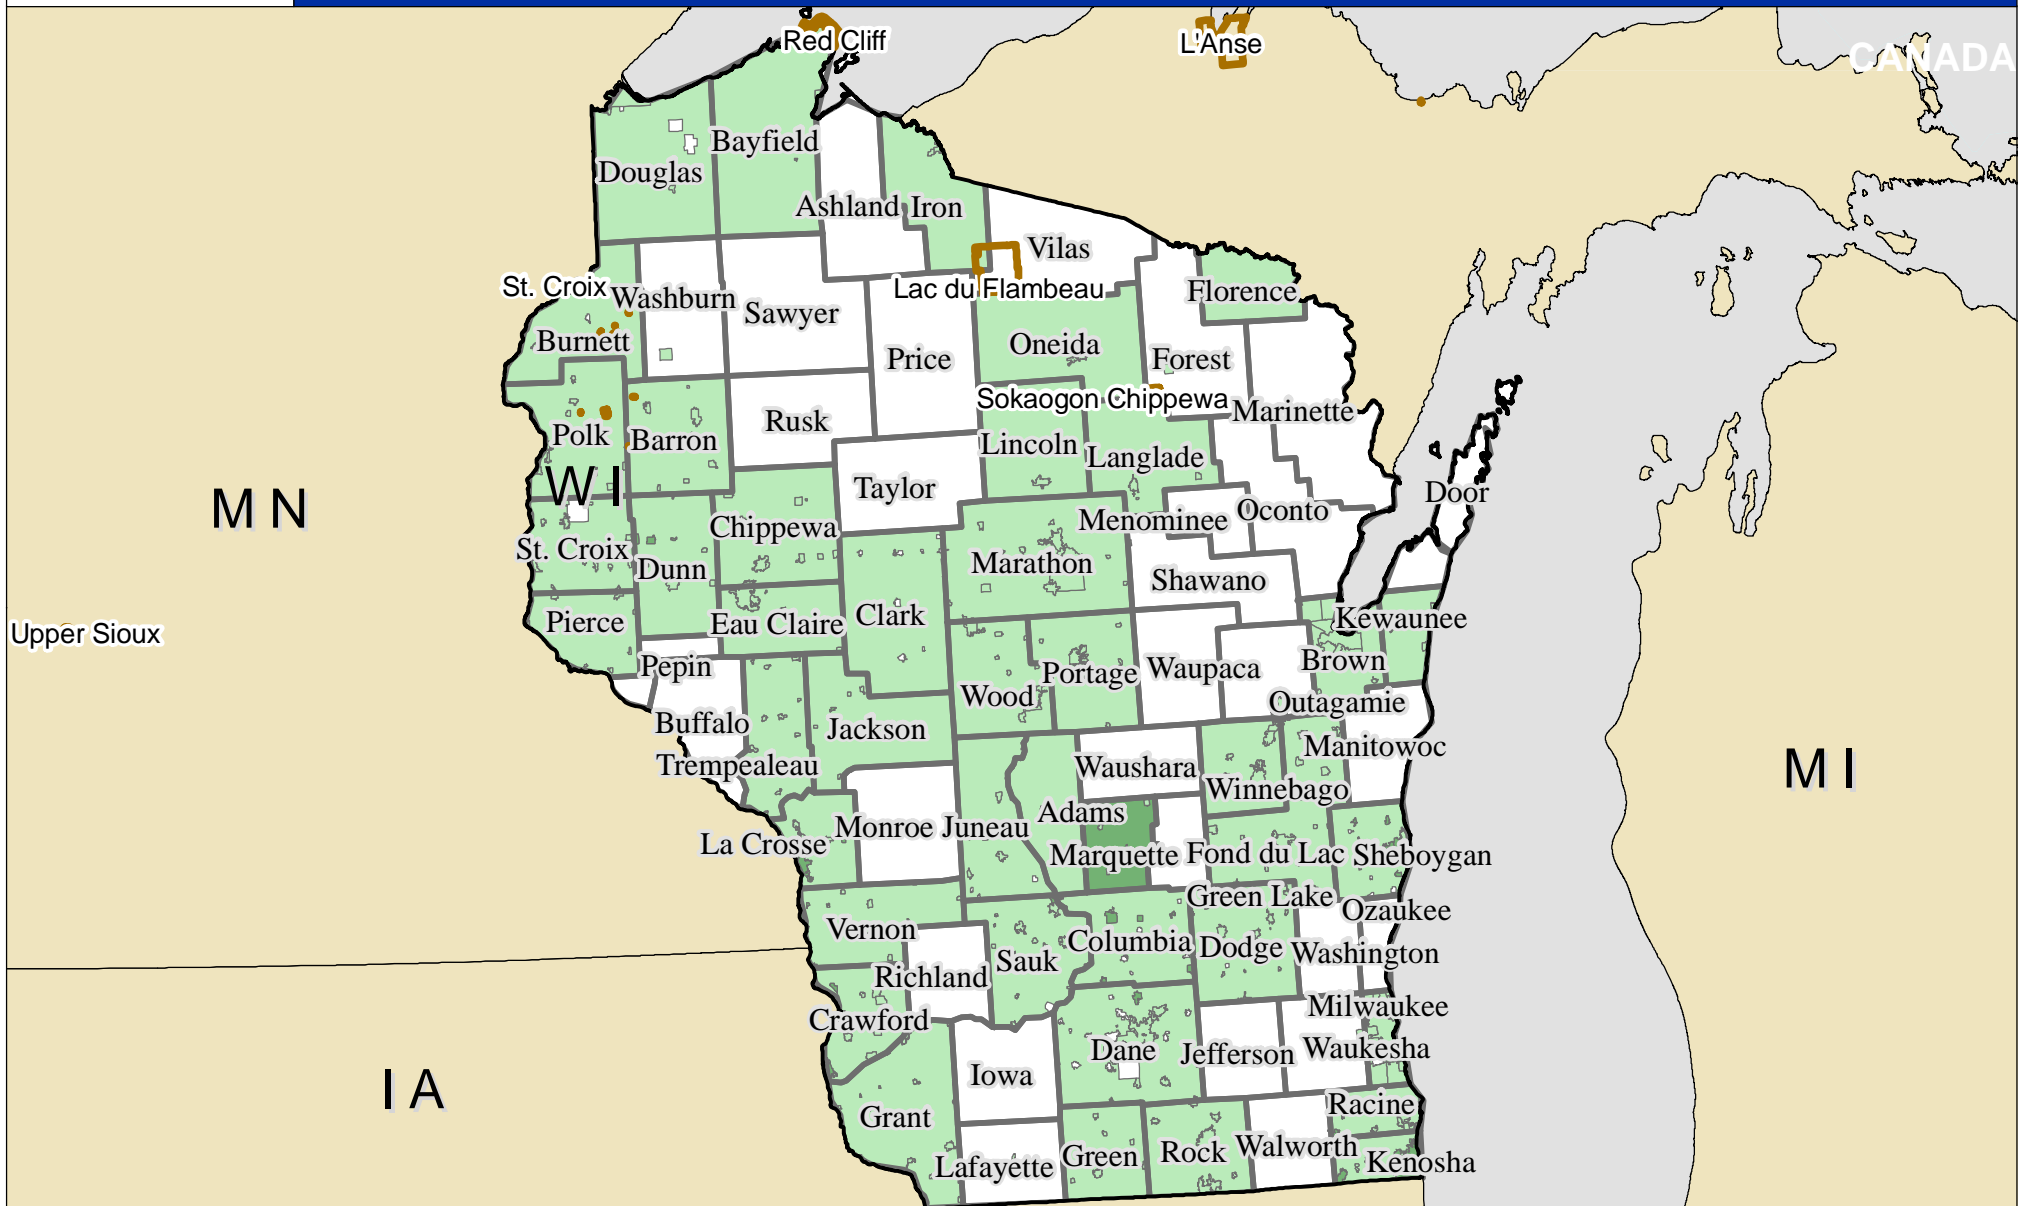 Red Cliff
L'Anse
CANADA
Bayfield
Douglas
Ashland
Iron
Vilas
St. Croix
Washburn
Lac du Flambeau
Florence
Sawyer
Burnett
Oneida
Price
Forest
Sokaogon Chippewa
Marinette
Rusk
Polk
Barron
Lincoln
Langlade
WI
Taylor
Door
MN
Menominee
Oconto
Chippewa
St. Croix
Dunn
Marathon
Shawano
Clark
Pierce
Eau Claire
Kewaunee
Upper Sioux
Pepin
Portage
Waupaca
Brown
Wood
Outagamie
Buffalo
Jackson
Manitowoc
Trempealeau
Waushara
MI
Winnebago
Adams
Monroe
Juneau
La Crosse
Marquette
Fond du Lac
Sheboygan
Green Lake
Ozaukee
Vernon
Columbia
Dodge
Washington
Sauk
Richland
Milwaukee
Crawford
Dane
Jefferson
Waukesha
Iowa
IA
Racine
Grant
Green
Rock
Walworth
Lafayette
Kenosha